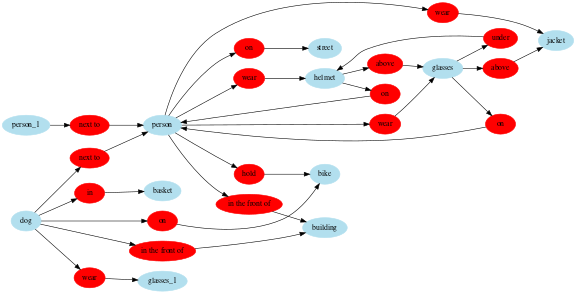 wear
on
street
under
jacket
wear
helmet
above
glasses
above
on
person_1
next to
person
wear
on
next to
hold
bike
in
basket
in the front of
dog
on
building
in the front of
wear
glasses_1